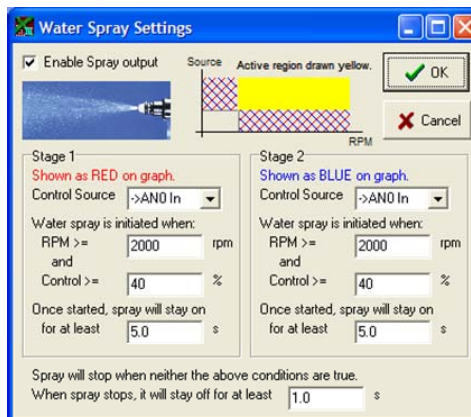 Water Spray Settings
Enable Spray output
Source
Active region drawn yellow.
RPM
OK
Cancel
Stage 1
Shown as RED on graph.
Control Source ->AN0 In
Water spray is initiated when:
RPM >= 2000 rpm
and
Control >= 40 %
Once started, spray will stay on
for at least 5.0 s
Stage 2
Shown as BLUE on graph.
Control Source ->AN0 In
Water spray is initiated when:
RPM >= 2000 rpm
and
Control >= 40 %
Once started, spray will stay on
for at least 5.0 s
Spray will stop when neither the above conditions are true.
When spray stops, it will stay off for at least 1.0 s